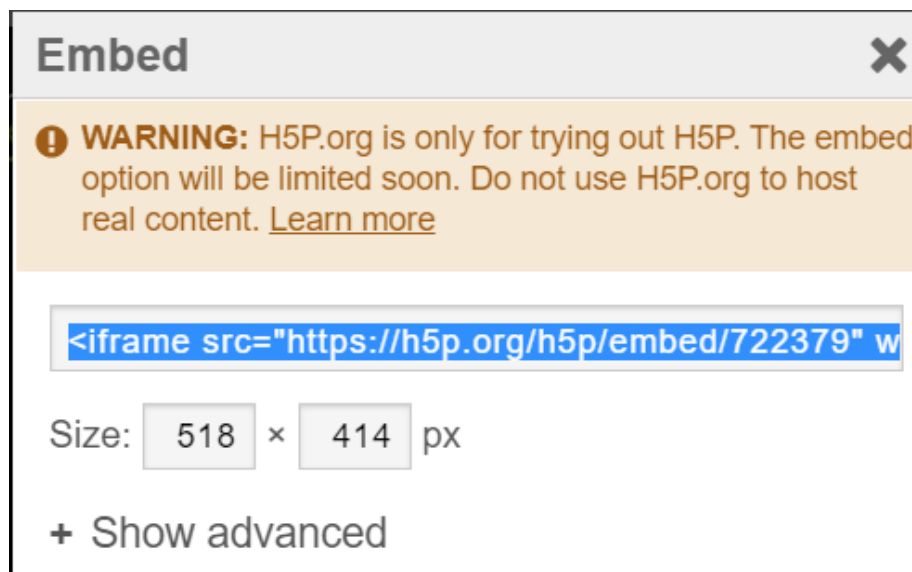 Embed
WARNING: H5P.org is only for trying out H5P. The embed
option will be limited soon. Do not use H5P.org to host
real content. Learn more
<iframe src="https://h5p.org/h5p/embed/722379" w
Size: 518 × 414 px
+ Show advanced